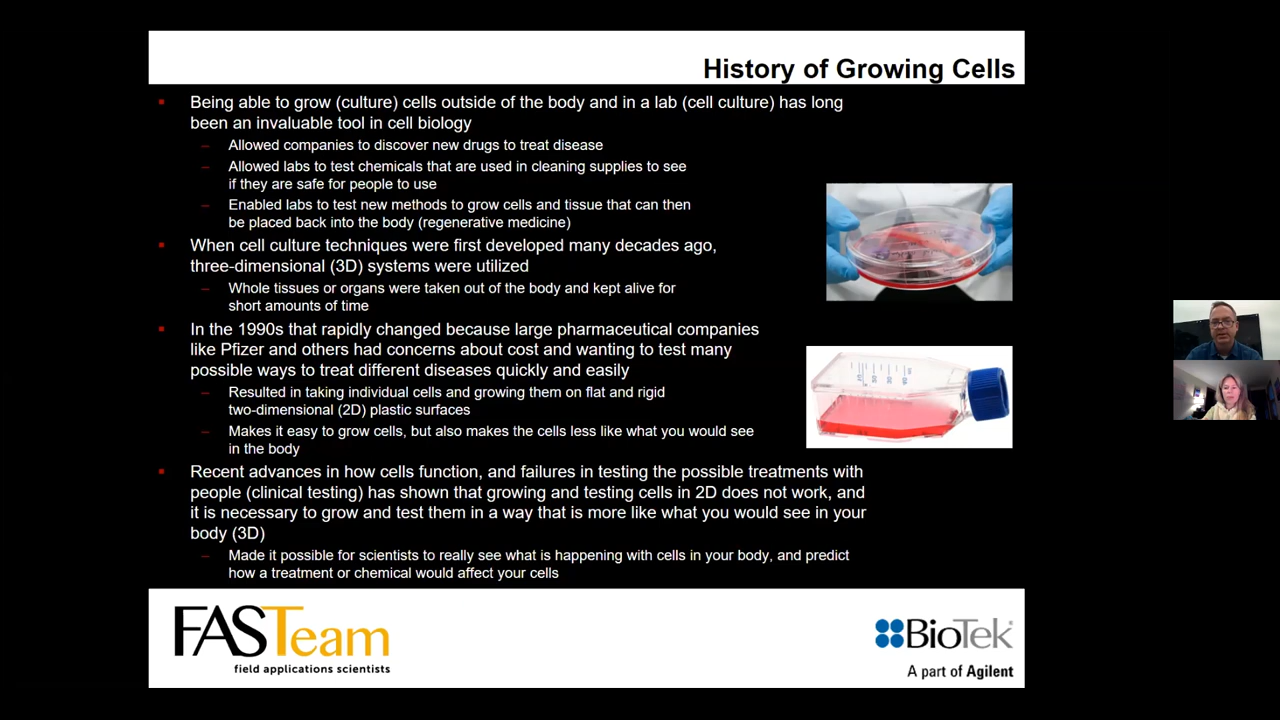 History of Growing Cells
Being able to grow (culture) cells outside of the body and in a lab (cell culture) has long
been an invaluable tool in cell biology
– Allowed companies to discover new drugs to treat disease
– Allowed labs to test chemicals that are used in cleaning supplies to see
if they are safe for people to use
– Enabled labs to test new methods to grow cells and tissue that can then
be placed back into the body (regenerative medicine)
When cell culture techniques were first developed many decades ago,
three-dimensional (3D) systems were utilized
– Whole tissues or organs were taken out of the body and kept alive for
short amounts of time
In the 1990s that rapidly changed because large pharmaceutical companies
like Pfizer and others had concerns about cost and wanting to test many
possible ways to treat different diseases quickly and easily
– Resulted in taking individual cells and growing them on flat and rigid
two-dimensional (2D) plastic surfaces
– Makes it easy to grow cells, but also makes the cells less like what you would see
in the body
Recent advances in how cells function, and failures in testing the possible treatments with
people (clinical testing) has shown that growing and testing cells in 2D does not work, and
it is necessary to grow and test them in a way that is more like what you would see in your
body (3D)
– Made it possible for scientists to really see what is happening with cells in your body, and predict
how a treatment or chemical would affect your cells
FASTeam
field applications scientists
BioTek
A part of Agilent